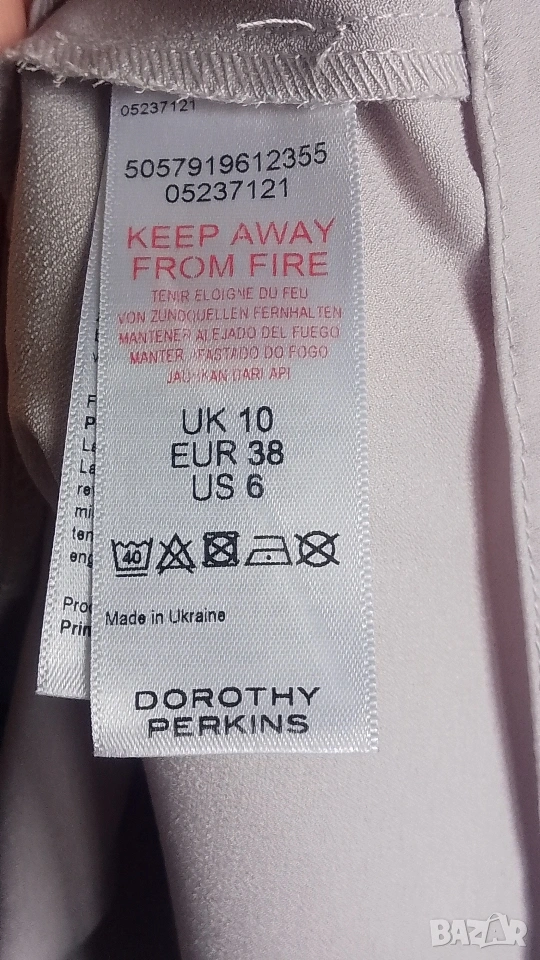 05237121
5057919612355
05237121
KEEP AWAY
FROM FIRE
TENIR ELOIGNE DU FEU
VON ZUNDQUELLEN FERNHALTEN
MANTENER ALEJADO DEL FUEGO
MANTER AFASTADO DO FOGO
JAUHKAN DARI API
UK 10
EUR 38
US 6
40
Made in Ukraine
DOROTHY
PERKINS
BAZAR